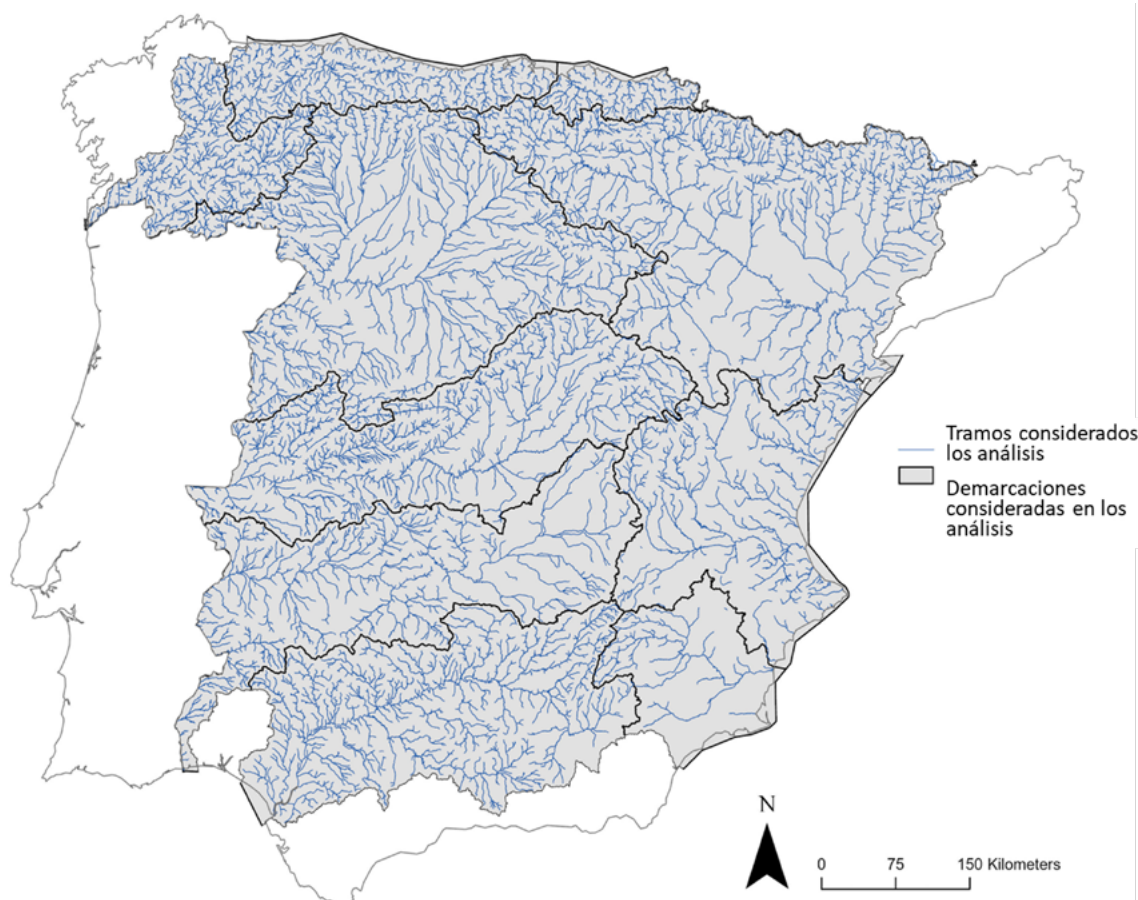 Tramos considerados
los análisis
Demarcaciones
consideradas en los
análisis
N
0 75 150 Kilometers